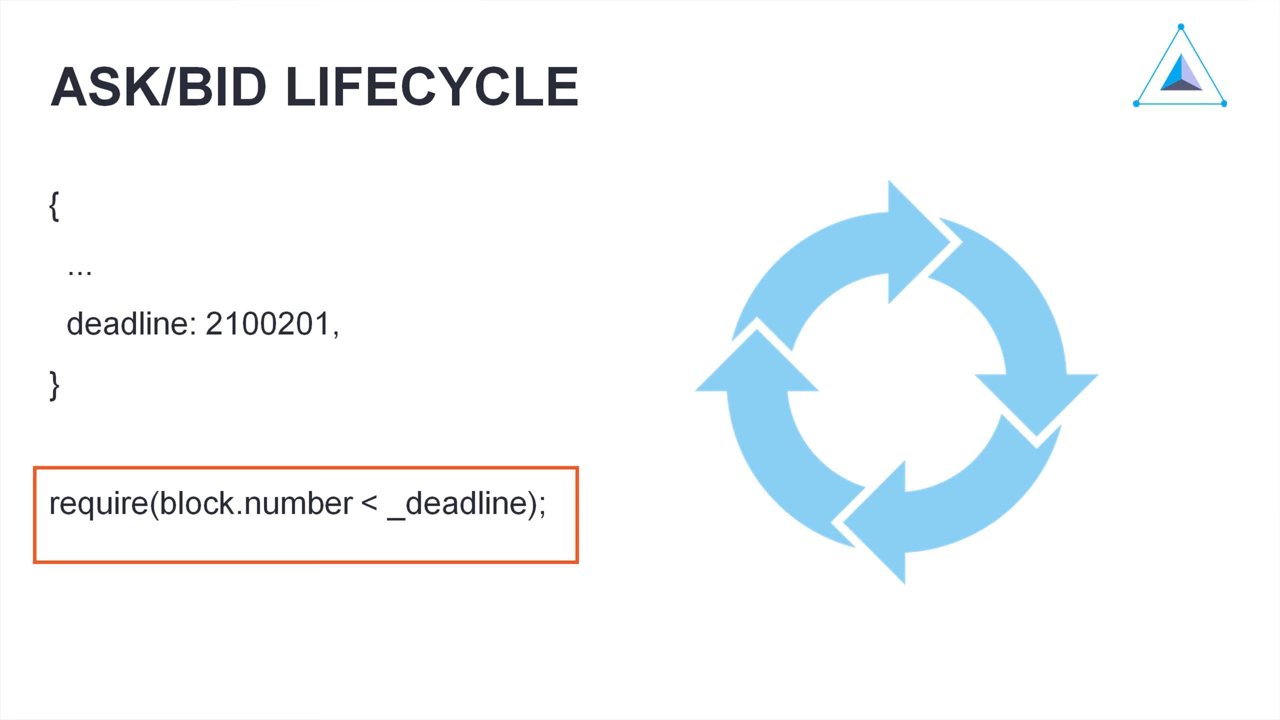 ASK/BID LIFECYCLE
{
...
deadline: 2100201,
}
require(block.number < _deadline);